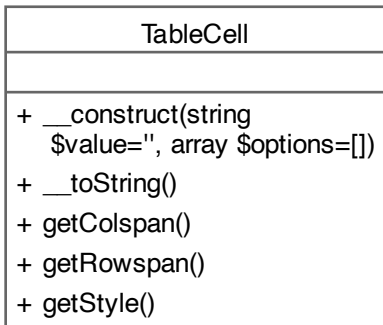 TableCell
+ __construct(string
$value='', array $options=[])
+ __toString()
+ getColspan()
+ getRowspan()
+ getStyle()